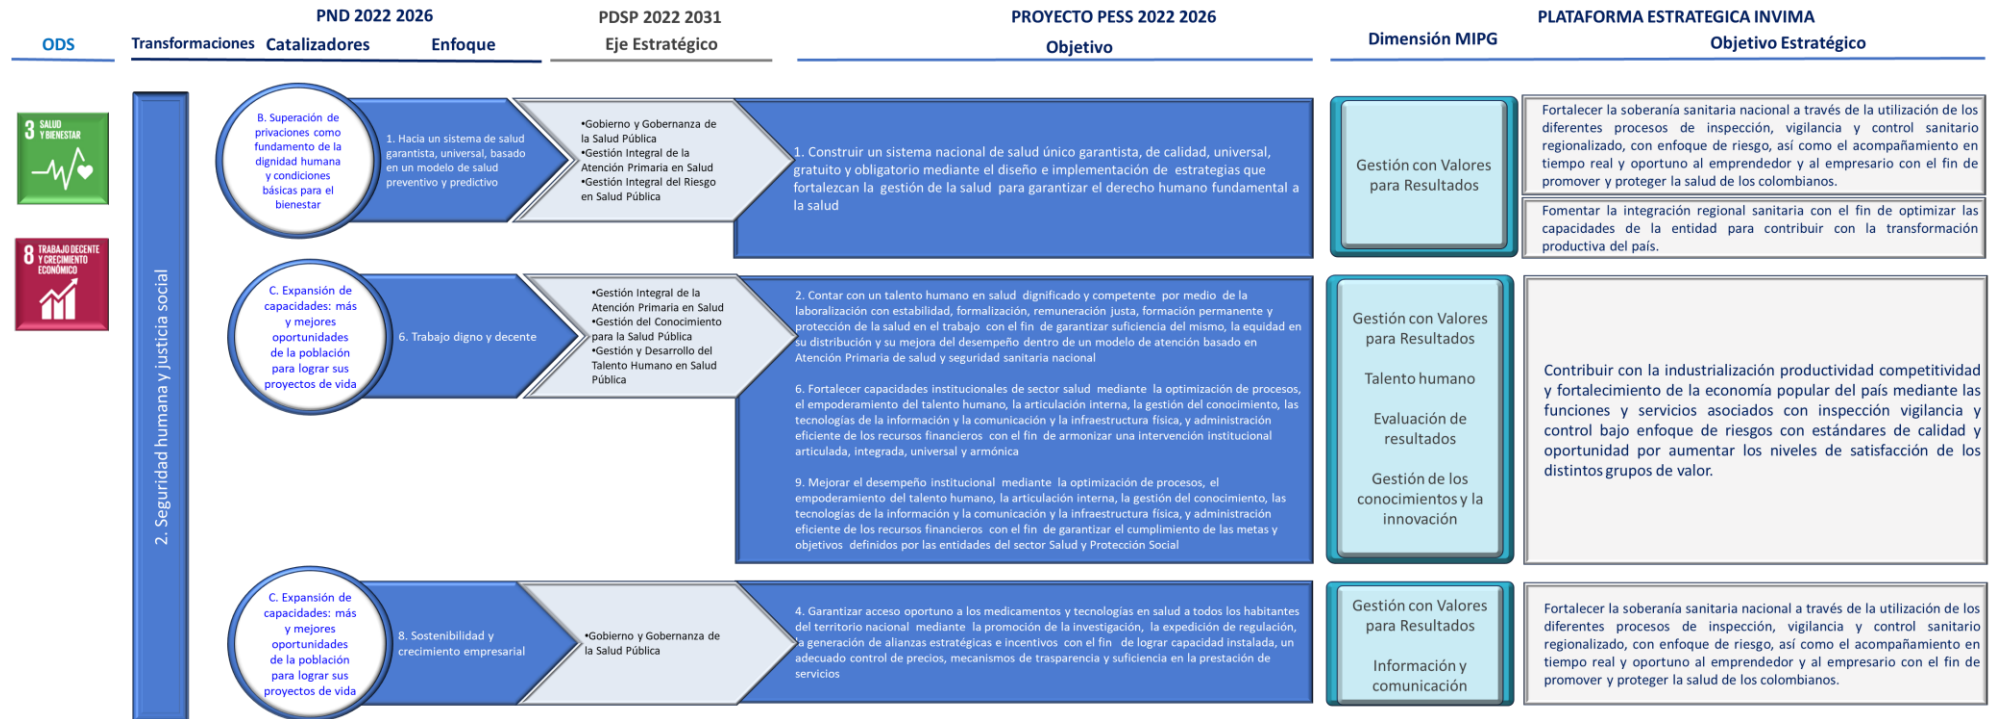 PND 2022 2026
PDSP 2022 2031
PROYECTO PESS 2022 2026
PLATAFORMA ESTRATEGICA INVIMA
ODS
Transformaciones
Catalizadores
Enfoque
Eje Estratégico
Objetivo
Dimensión MIPG
Objetivo Estratégico
3 SALUD
Y BIENESTAR
8 TRABAJO DECENTE
Y CRECIMIENTO
ECONÓMICO
2. Seguridad humana y justicia social
B. Superación de
privaciones como
fundamento de la
dignidad humana
y condiciones
básicas para el
bienestar
1. Hacia un sistema de salud
garantista, universal, basado
en un modelo de salud
preventivo y predictivo
•Gobierno y Gobernanza de
la Salud Pública
•Gestión Integral de la
Atención Primaria en Salud
•Gestión Integral del Riesgo
en Salud Pública
1. Construir un sistema nacional de salud único garantista, de calidad, universal,
gratuito y obligatorio mediante el diseño e implementación de estrategias que
fortalezcan la gestión de la salud para garantizar el derecho humano fundamental a
la salud
Gestión con Valores
para Resultados
Fortalecer la soberanía sanitaria nacional a través de la utilización de los
diferentes procesos de inspección, vigilancia y control sanitario
regionalizado, con enfoque de riesgo, así como el acompañamiento en
tiempo real y oportuno al emprendedor y al empresario con el fin de
promover y proteger la salud de los colombianos.
Fomentar la integración regional sanitaria con el fin de optimizar las
capacidades de la entidad para contribuir con la transformación
productiva del país.
C. Expansión de
capacidades: más
y mejores
oportunidades
de la población
para lograr sus
proyectos de vida
6. Trabajo digno y decente
•Gestión Integral de la
Atención Primaria en Salud
•Gestión del Conocimiento
para la Salud Pública
•Gestión y Desarrollo del
Talento Humano en Salud
Pública
2. Contar con un talento humano en salud dignificado y competente por medio de la
laboralización con estabilidad, formalización, remuneración justa, formación permanente y
protección de la salud en el trabajo con el fin de garantizar suficiencia del mismo, la equidad en
su distribución y su mejora del desempeño dentro de un modelo de atención basado en
Atención Primaria de salud y seguridad sanitaria nacional
6. Fortalecer capacidades institucionales de sector salud mediante la optimización de procesos,
el empoderamiento del talento humano, la articulación interna, la gestión del conocimiento, las
tecnologías de la información y la comunicación y la infraestructura física, y administración
eficiente de los recursos financieros con el fin de armonizar una intervención institucional
articulada, integrada, universal y armónica
9. Mejorar el desempeño institucional mediante la optimización de procesos, el
empoderamiento del talento humano, la articulación interna, la gestión del conocimiento, las
tecnologías de la información y la comunicación y la infraestructura física, y administración
eficiente de los recursos financieros con el fin de garantizar el cumplimiento de las metas y
objetivos definidos por las entidades del sector Salud y Protección Social
Gestión con Valores
para Resultados
Talento humano
Evaluación de
resultados
Gestión de los
conocimientos y la
innovación
Contribuir con la industrialización productividad competitividad
y fortalecimiento de la economía popular del país mediante las
funciones y servicios asociados con inspección vigilancia y
control bajo enfoque de riesgos con estándares de calidad y
oportunidad por aumentar los niveles de satisfacción de los
distintos grupos de valor.
C. Expansión de
capacidades: más
y mejores
oportunidades
de la población
para lograr sus
proyectos de vida
8. Sostenibilidad y
crecimiento empresarial
•Gobierno y Gobernanza de
la Salud Pública
4. Garantizar acceso oportuno a los medicamentos y tecnologías en salud a todos los habitantes
del territorio nacional mediante la promoción de la investigación, la expedición de regulación,
la generación de alianzas estratégicas e incentivos con el fin de lograr capacidad instalada, un
adecuado control de precios, mecanismos de trasparencia y suficiencia en la prestación de
servicios
Gestión con Valores
para Resultados
Información y
comunicación
Fortalecer la soberanía sanitaria nacional a través de la utilización de los
diferentes procesos de inspección, vigilancia y control sanitario
regionalizado, con enfoque de riesgo, así como el acompañamiento en
tiempo real y oportuno al emprendedor y al empresario con el fin de
promover y proteger la salud de los colombianos.